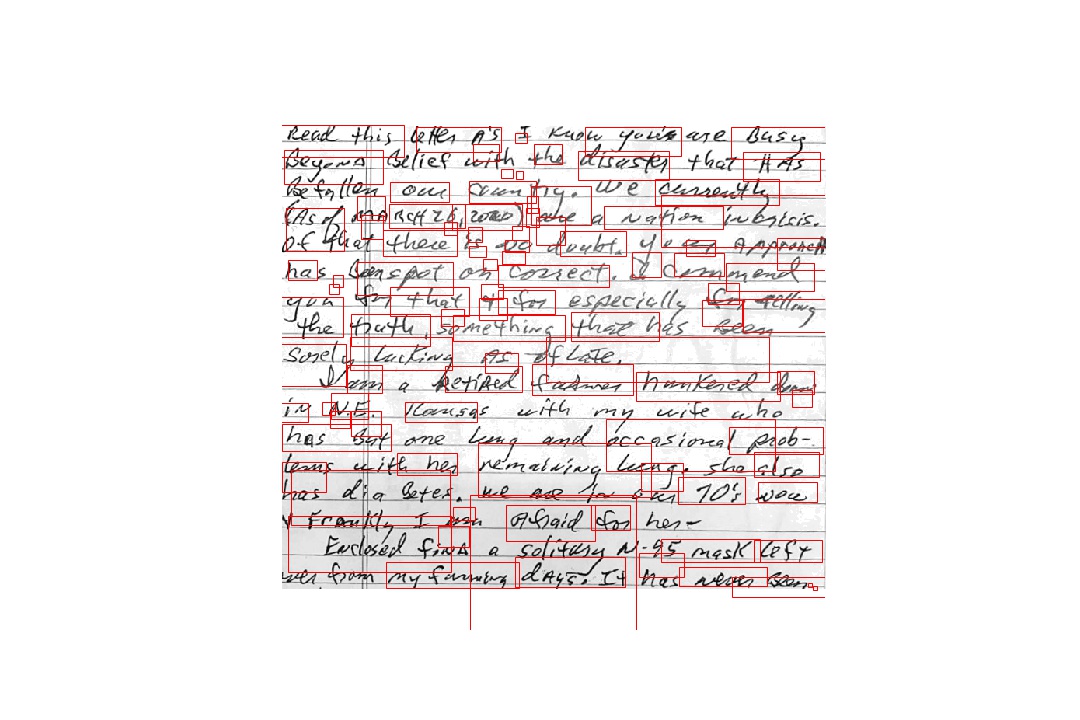 Read this letter A's I know you're are Busy
Beyond Belief with the disaster that HAS
Befallen our country. We currently
(As of MARCH 26, 2020) are a nation in crisis.
of that there is no doubt. Your APPROACH
has been spot on correct. I commend
you for that & for especially for telling
the truth, something that has been
Sorely lacking AS of Late.
I am a retired farmer hunkered down
in N.E. Kansas with my wife who
has But one lung and occasional prob-
lems with her remaining lung. she also
has diabetes. we are in our 70's now
Frankly I am Afraid for her-
Enclosed find a solitary N-95 mask Left
over from my farming dAys. It has never been